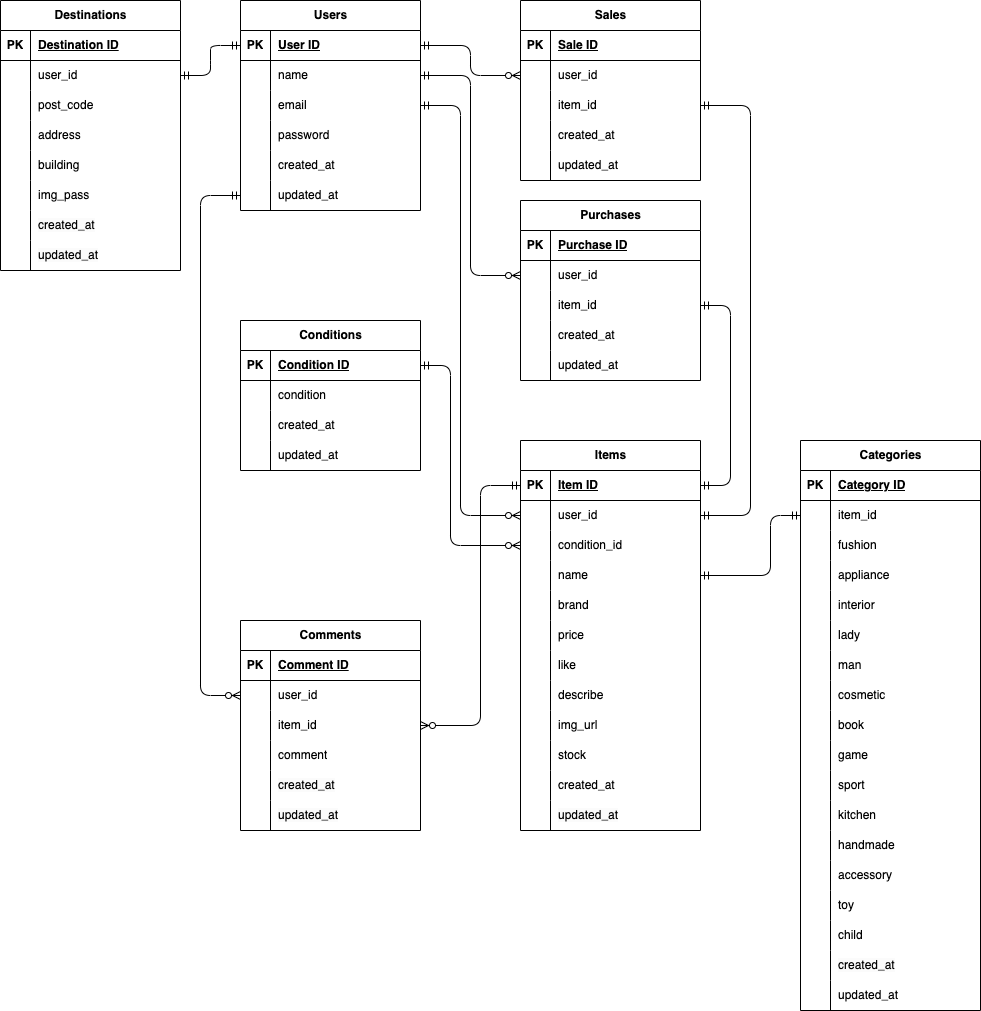 Destinations
PK Destination ID
user_id
post_code
address
building
img_pass
created_at
updated_at
Users
PK User ID
name
email
password
created_at
updated_at
Sales
PK Sale ID
user_id
item_id
created_at
updated_at
Purchases
PK Purchase ID
user_id
item_id
created_at
updated_at
Conditions
PK Condition ID
condition
created_at
updated_at
Items
PK Item ID
user_id
condition_id
name
brand
price
like
describe
img_url
stock
created_at
updated_at
Categories
PK Category ID
item_id
fushion
appliance
interior
lady
man
cosmetic
book
game
sport
kitchen
handmade
accessory
toy
child
created_at
updated_at
Comments
PK Comment ID
user_id
item_id
comment
created_at
updated_at